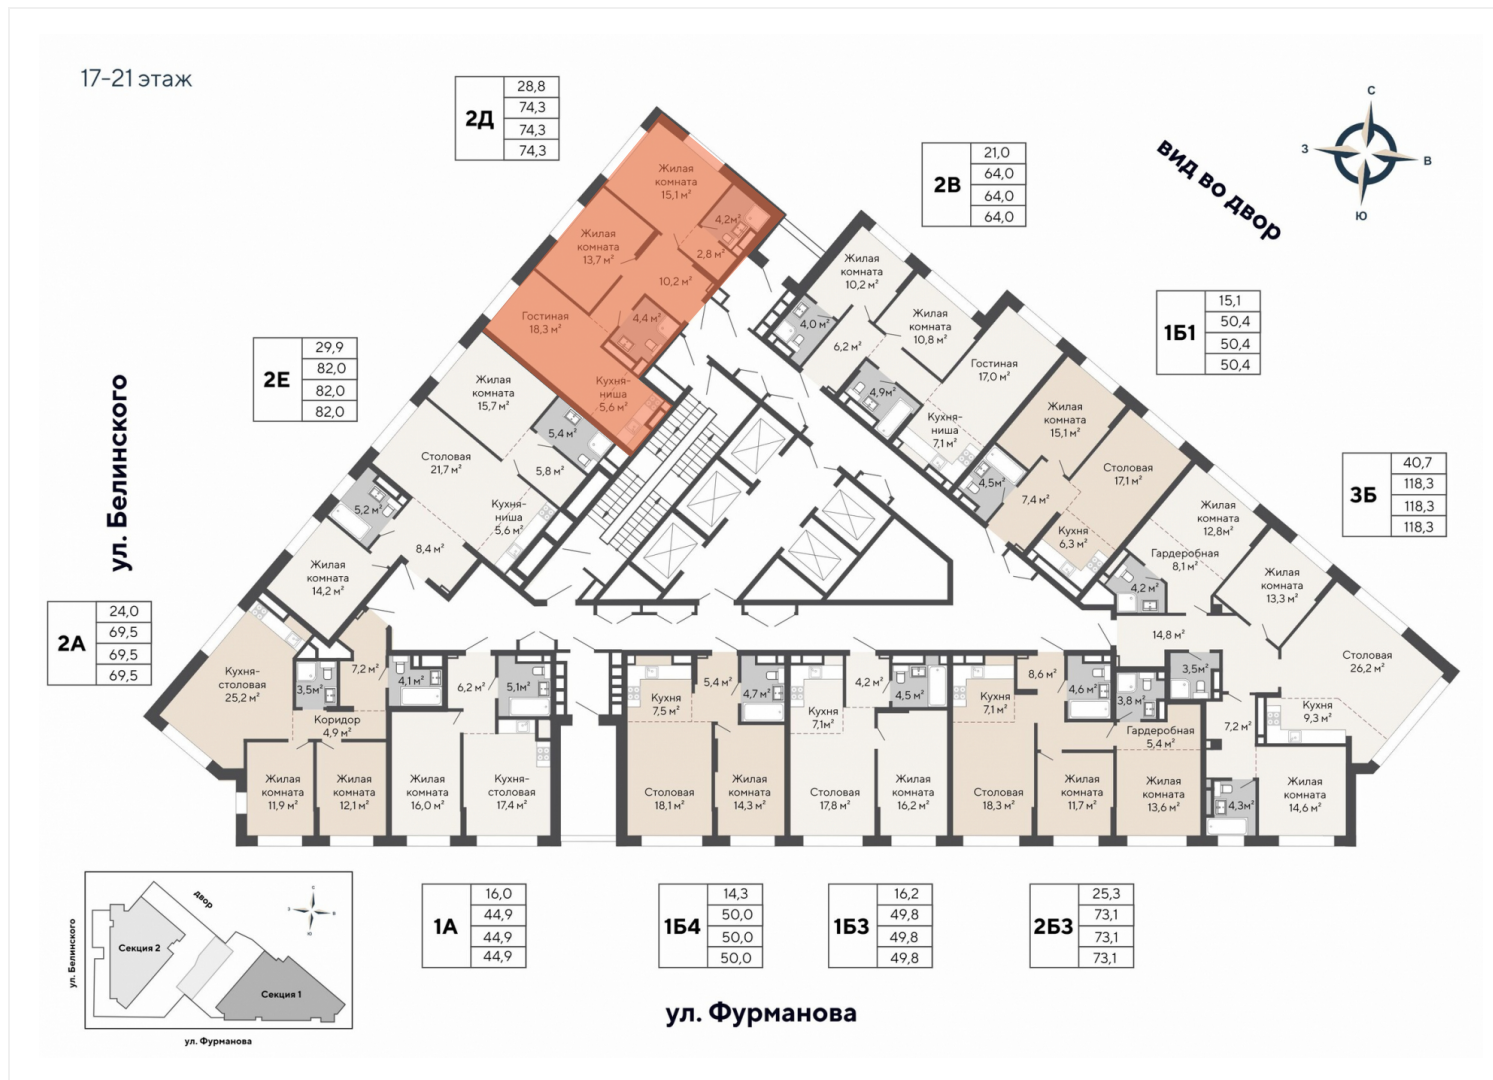 17-21 этаж
2Д
28,8
74,3
74,3
74,3
С
З
В
Ю
вид во двор
2В
21,0
64,0
64,0
64,0
1Б1
15,1
50,4
50,4
50,4
2Е
29,9
82,0
82,0
82,0
ул. Белинского
3Б
40,7
118,3
118,3
118,3
2А
24,0
69,5
69,5
69,5
Жилая
комната
15,1 м²
4,2м²
Жилая
комната
13,7 м²
2,8 м²
10,2 м²
Гостиная
18,3 м²
4,4 м²
Кухня-
ниша
5,6 м²
Жилая
комната
15,7 м²
5,4 м²
Столовая
21,7 м²
5,8 м²
5,2 м²
Кухня-
ниша
5,6 м²
8,4 м²
Жилая
комната
14,2 м²
Жилая
комната
10,2 м²
4,0 м²
Жилая
комната
10,8 м²
6,2 м²
Гостиная
17,0 м²
4,9 м²
Кухня-
ниша
7,1 м²
Жилая
комната
15,1 м²
Столовая
17,1 м²
4,5м²
7,4 м²
Кухня
6,3 м²
Жилая
комната
12,8м²
Гардеробная
8,1 м²
4,2 м²
Жилая
комната
13,3 м²
14,8 м²
Столовая
26,2 м²
3,5м²
3,8 м²
Кухня
9,3 м²
7,2 м²
Гардеробная
5,4 м²
Жилая
комната
13,6 м²
4,3м²
Жилая
комната
14,6 м²
Кухня-
столовая
25,2 м²
7,2 м²
3,5м²
Коридор
4,9 м²
Жилая
комната
11,9 м²
Жилая
комната
12,1 м²
4,1 м²
6,2 м²
5,1м²
Жилая
комната
16,0 м²
Кухня-
столовая
17,4 м²
Кухня
7,5 м²
5,4 м²
4,7 м²
Столовая
18,1 м²
Жилая
комната
14,3 м²
Кухня
7,1м²
4,2 м²
4,5 м²
Столовая
17,8 м²
Жилая
комната
16,2 м²
Кухня
7,1 м²
8,6 м²
4,6 м²
Столовая
18,3 м²
Жилая
комната
11,7 м²
1А
16,0
44,9
44,9
44,9
1Б4
14,3
50,0
50,0
50,0
1Б3
16,2
49,8
49,8
49,8
2Б3
25,3
73,1
73,1
73,1
ул. Фурманова
двор
С
З
В
Ю
ул. Белинского
Секция 2
Секция 1
ул. Фурманова